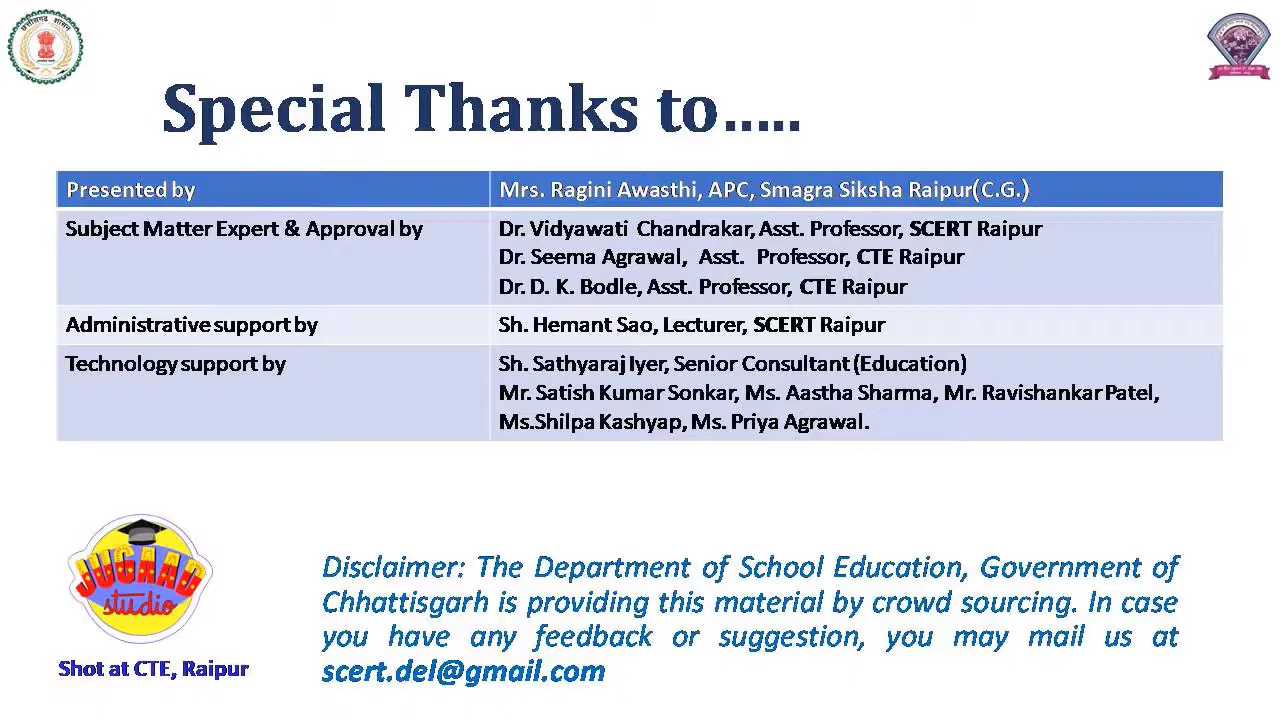 छत्तीसगढ़ शासन
Special Thanks to.....
Presented by
Mrs. Ragini Awasthi, APC, Smagra Siksha Raipur(C.G.)
Subject Matter Expert & Approval by
Dr. Vidyawati Chandrakar, Asst. Professor, SCERT Raipur
Dr. Seema Agrawal, Asst. Professor, CTE Raipur
Dr. D. K. Bodle, Asst. Professor, CTE Raipur
Administrative support by
Sh. Hemant Sao, Lecturer, SCERT Raipur
Technology support by
Sh. Sathyaraj Iyer, Senior Consultant (Education)
Mr. Satish Kumar Sonkar, Ms. Aastha Sharma, Mr. Ravishankar Patel,
Ms.Shilpa Kashyap, Ms. Priya Agrawal.
JUGAAD
studio
Shot at CTE, Raipur
Disclaimer: The Department of School Education, Government of
Chhattisgarh is providing this material by crowd sourcing. In case
you have any feedback or suggestion, you may mail us at
scert.del@gmail.com